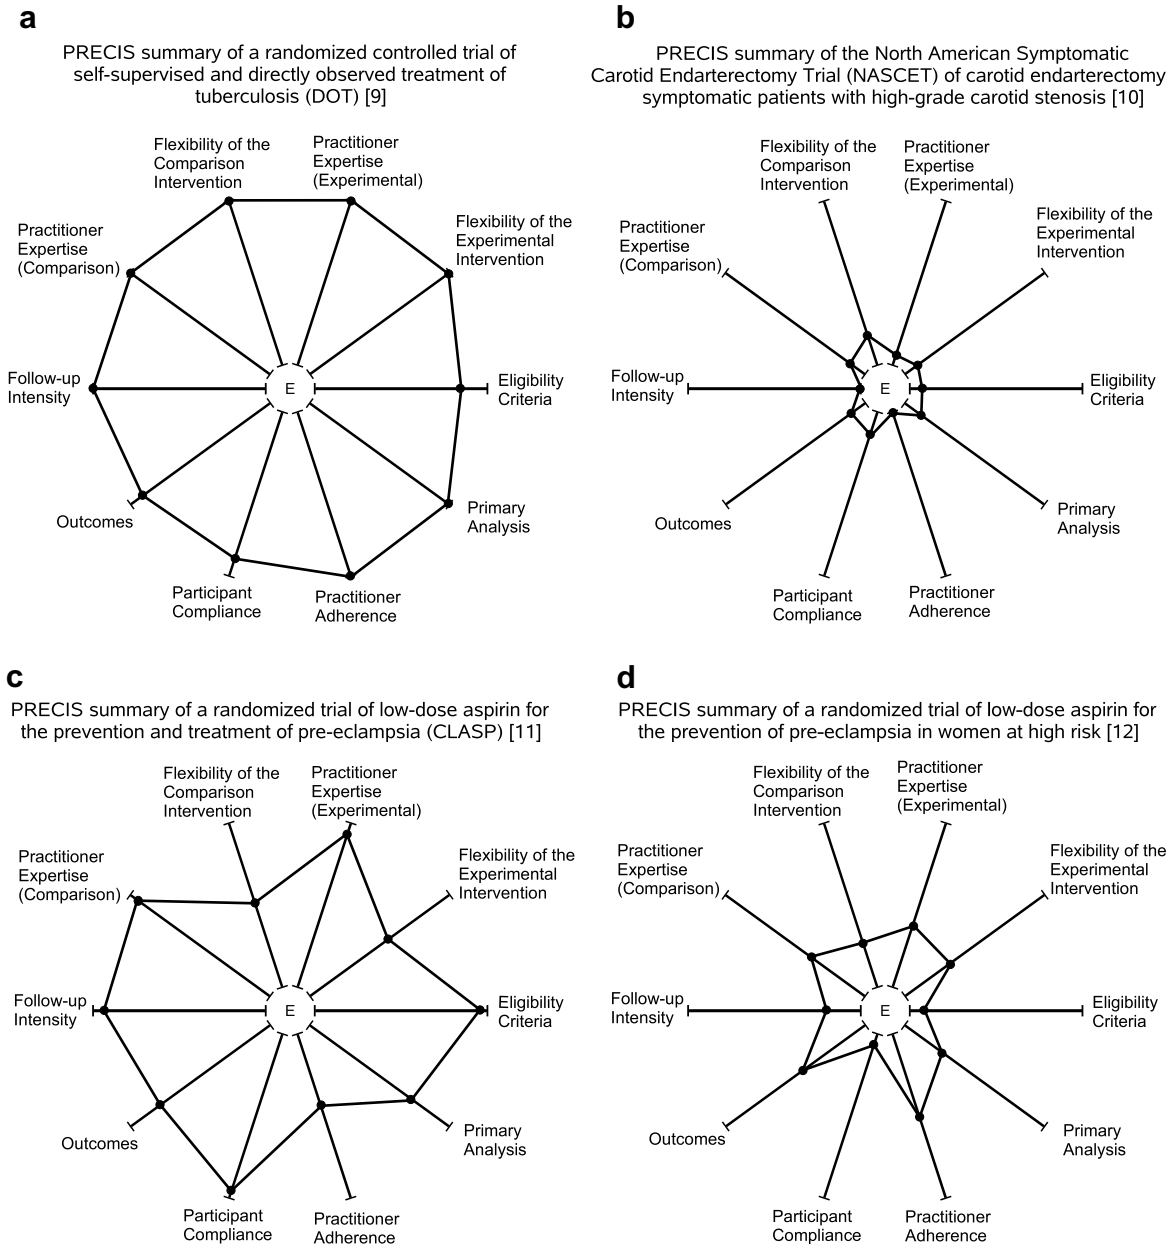 a
PRECIS summary of a randomized controlled trial of
self-supervised and directly observed treatment of
tuberculosis (DOT) [9]
Flexibility of the
Comparison
Intervention
Practitioner
Expertise
(Experimental)
Flexibility of the
Experimental
Intervention
Practitioner
Expertise
(Comparison)
Follow-up
Intensity
E
Eligibility
Criteria
Outcomes
Primary
Analysis
Participant
Compliance
Practitioner
Adherence
b
PRECIS summary of the North American Symptomatic
Carotid Endarterectomy Trial (NASCET) of carotid endarterectomy
symptomatic patients with high-grade carotid stenosis [10]
Flexibility of the
Comparison
Intervention
Practitioner
Expertise
(Experimental)
Flexibility of the
Experimental
Intervention
Practitioner
Expertise
(Comparison)
Follow-up
Intensity
E
Eligibility
Criteria
Outcomes
Primary
Analysis
Participant
Compliance
Practitioner
Adherence
c
PRECIS summary of a randomized trial of low-dose aspirin for
the prevention and treatment of pre-eclampsia (CLASP) [11]
Flexibility of the
Comparison
Intervention
Practitioner
Expertise
(Experimental)
Flexibility of the
Experimental
Intervention
Practitioner
Expertise
(Comparison)
Follow-up
Intensity
E
Eligibility
Criteria
Outcomes
Primary
Analysis
Participant
Compliance
Practitioner
Adherence
d
PRECIS summary of a randomized trial of low-dose aspirin for
the prevention of pre-eclampsia in women at high risk [12]
Flexibility of the
Comparison
Intervention
Practitioner
Expertise
(Experimental)
Flexibility of the
Experimental
Intervention
Practitioner
Expertise
(Comparison)
Follow-up
Intensity
E
Eligibility
Criteria
Outcomes
Primary
Analysis
Participant
Compliance
Practitioner
Adherence